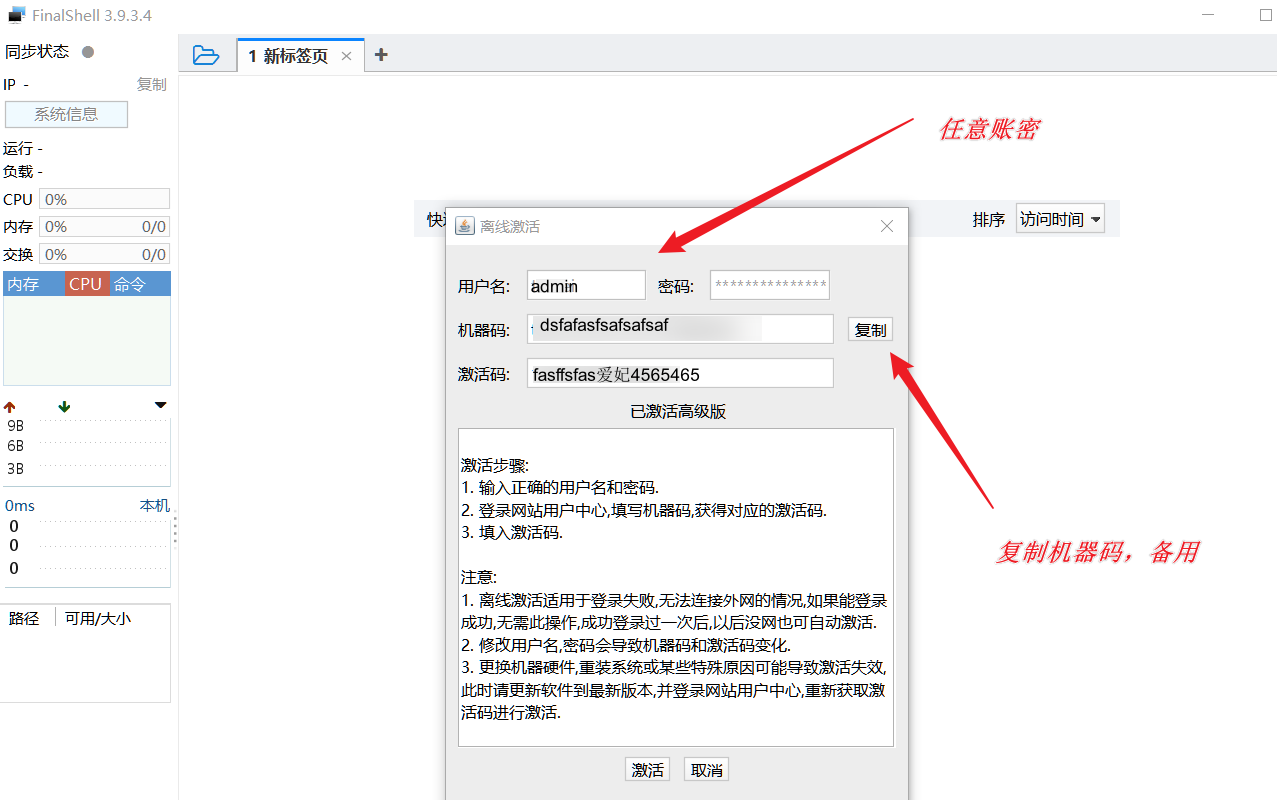 FinalShell 3.9.3.4
同步状态
IP -
复制
系统信息
运行 -
负载 -
CPU 0%
内存 0% 0/0
交换 0% 0/0
内存 CPU 命令
9B
6B
3B
0ms 本机
0
0
0
路径 可用/大小
1 新标签页
任意账密
排序 访问时间
离线激活
用户名: admin 密码: ***************
机器码: dsfafasfsafsafsaf 复制
激活码: fasffsfas爱妃4565465
已激活高级版
激活步骤:
1. 输入正确的用户名和密码.
2. 登录网站用户中心,填写机器码,获得对应的激活码.
3. 填入激活码.
注意:
1. 离线激活适用于登录失败,无法连接外网的情况,如果能登录
成功,无需此操作,成功登录过一次后,以后没网也可自动激活.
2. 修改用户名,密码会导致机器码和激活码变化.
3. 更换机器硬件,重装系统或某些特殊原因可能导致激活失效,
此时请更新软件到最新版本,并登录网站用户中心,重新获取激
活码进行激活.
激活 取消
复制机器码，备用